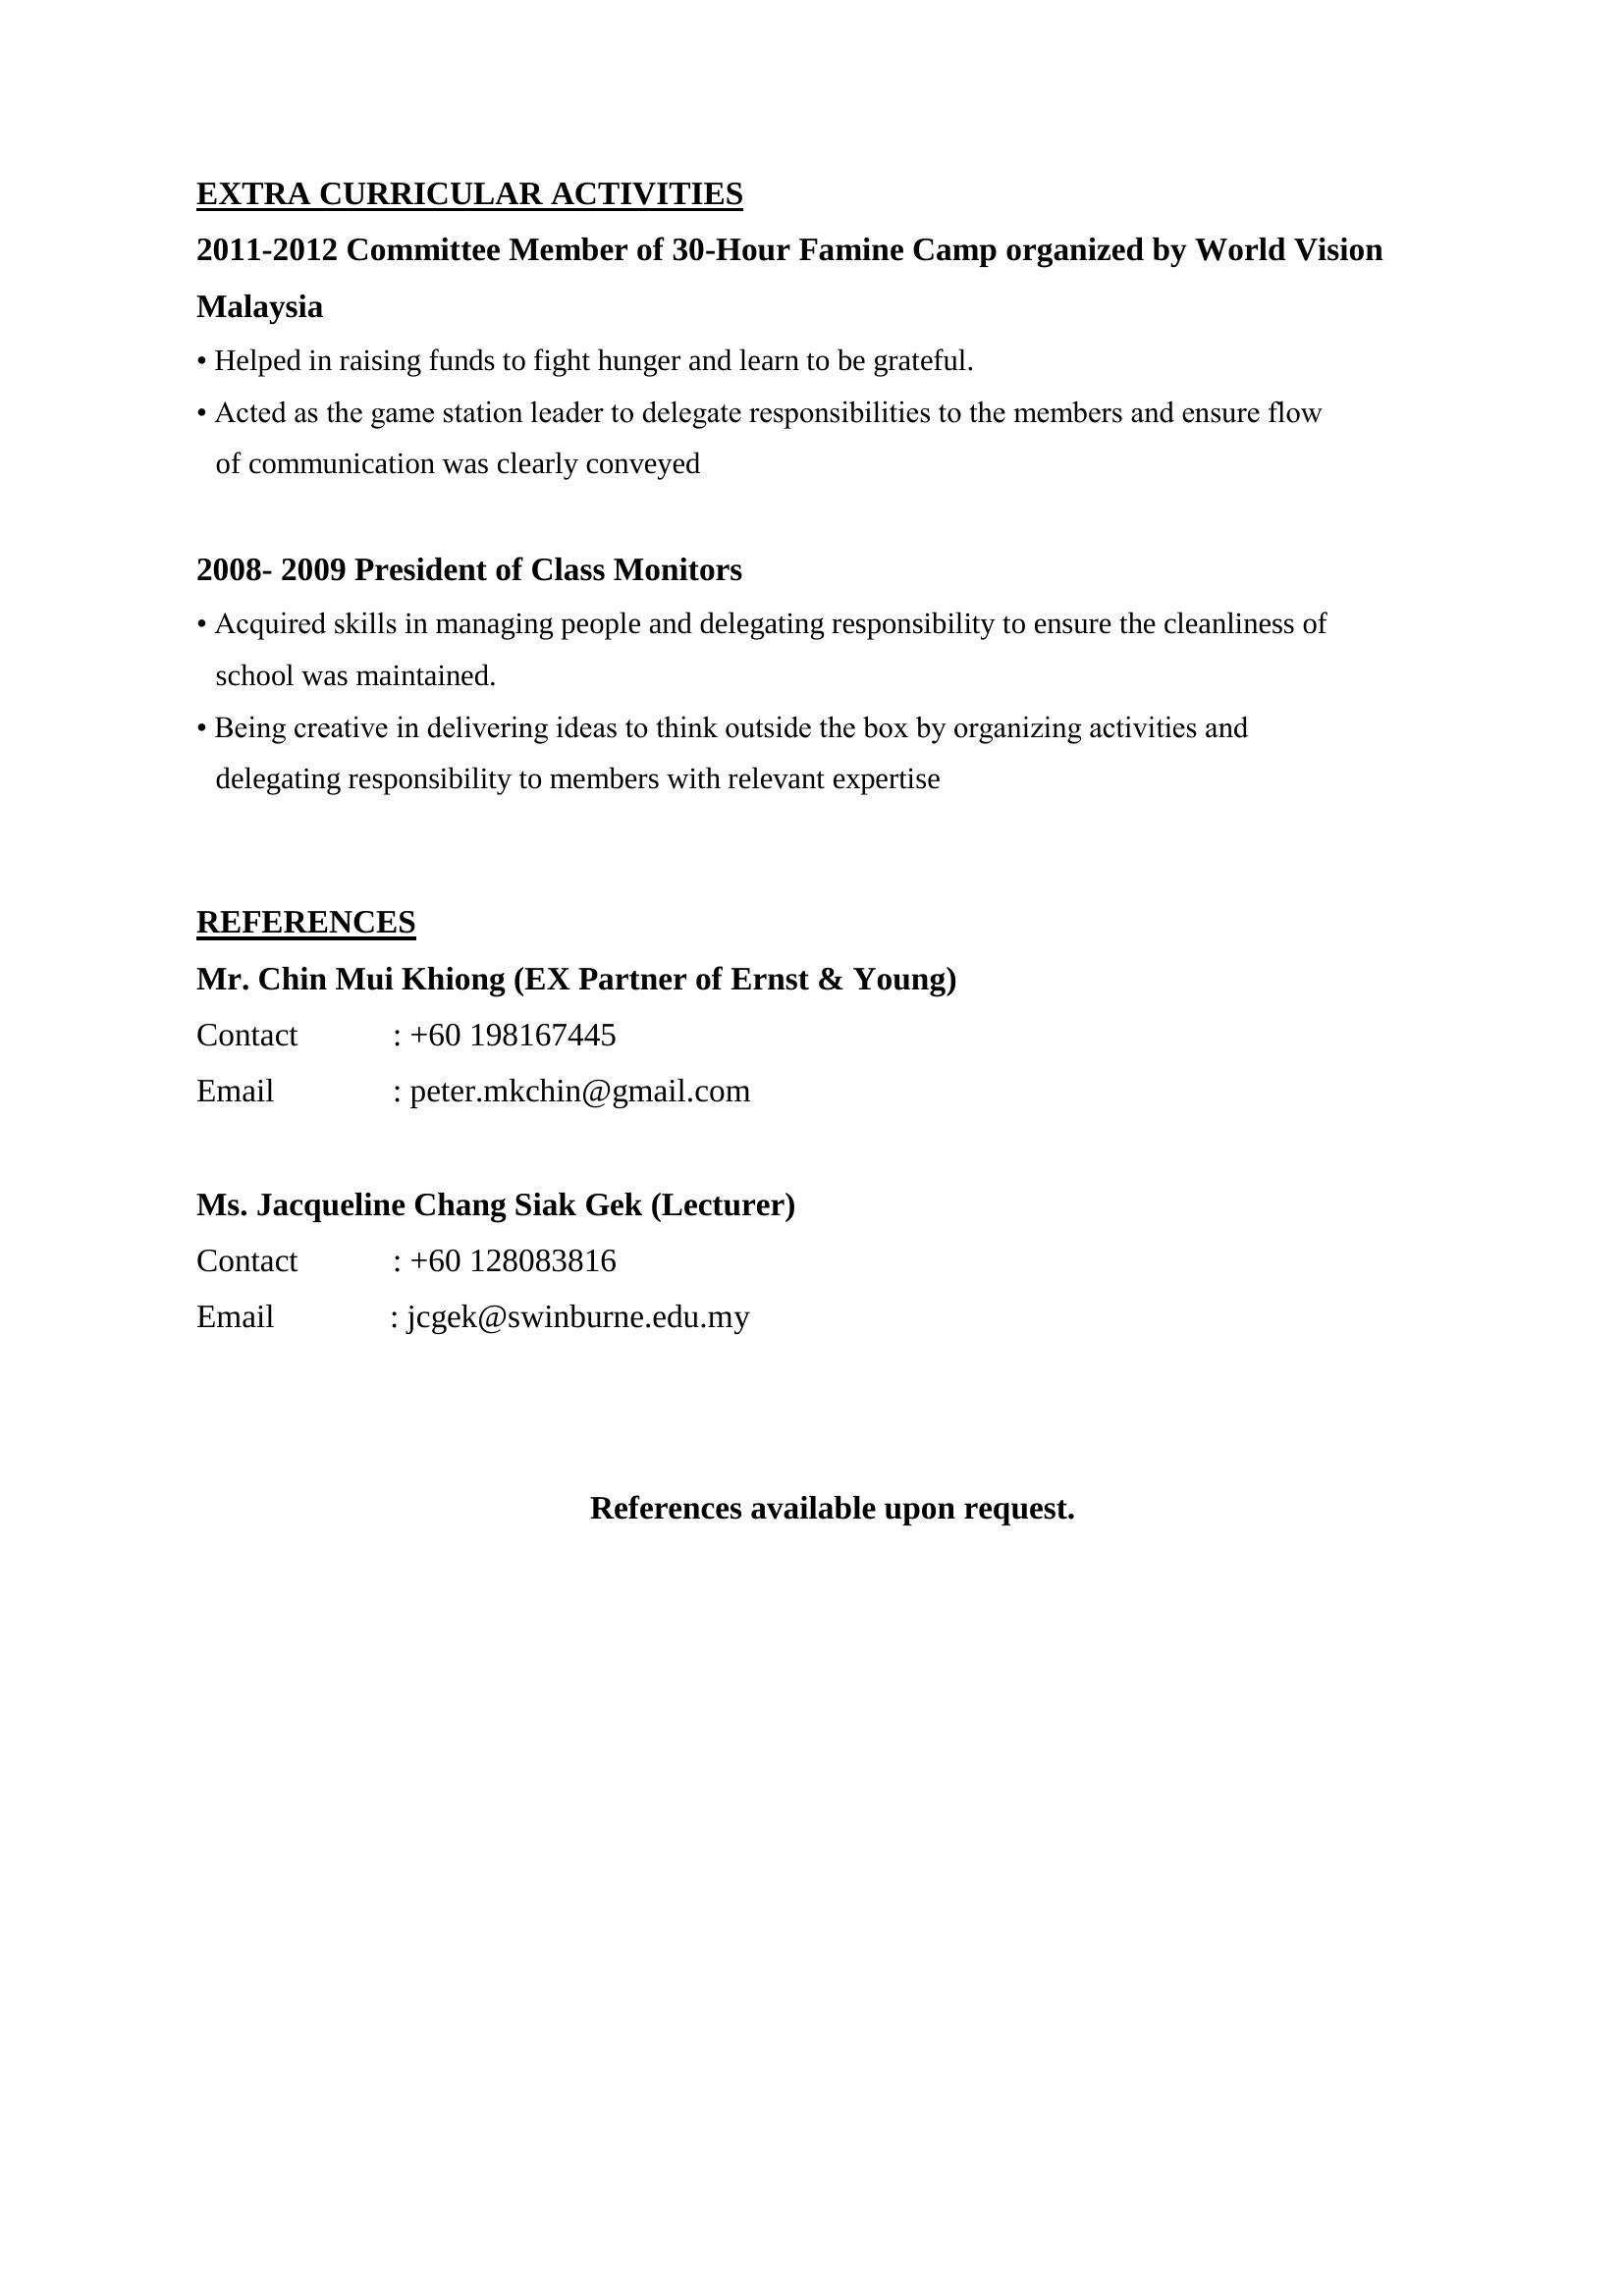 EXTRA CURRICULAR ACTIVITIES
2011-2012 Committee Member of 30-Hour Famine Camp organized by World Vision
Malaysia
• Helped in raising funds to fight hunger and learn to be grateful.
• Acted as the game station leader to delegate responsibilities to the members and ensure flow
of communication was clearly conveyed
2008- 2009 President of Class Monitors
• Acquired skills in managing people and delegating responsibility to ensure the cleanliness of
school was maintained.
• Being creative in delivering ideas to think outside the box by organizing activities and
delegating responsibility to members with relevant expertise
REFERENCES
Mr. Chin Mui Khiong (EX Partner of Ernst & Young)
Contact : +60 198167445
Email : peter.mkchin@gmail.com
Ms. Jacqueline Chang Siak Gek (Lecturer)
Contact : +60 128083816
Email : jcgek@swinburne.edu.my
References available upon request.